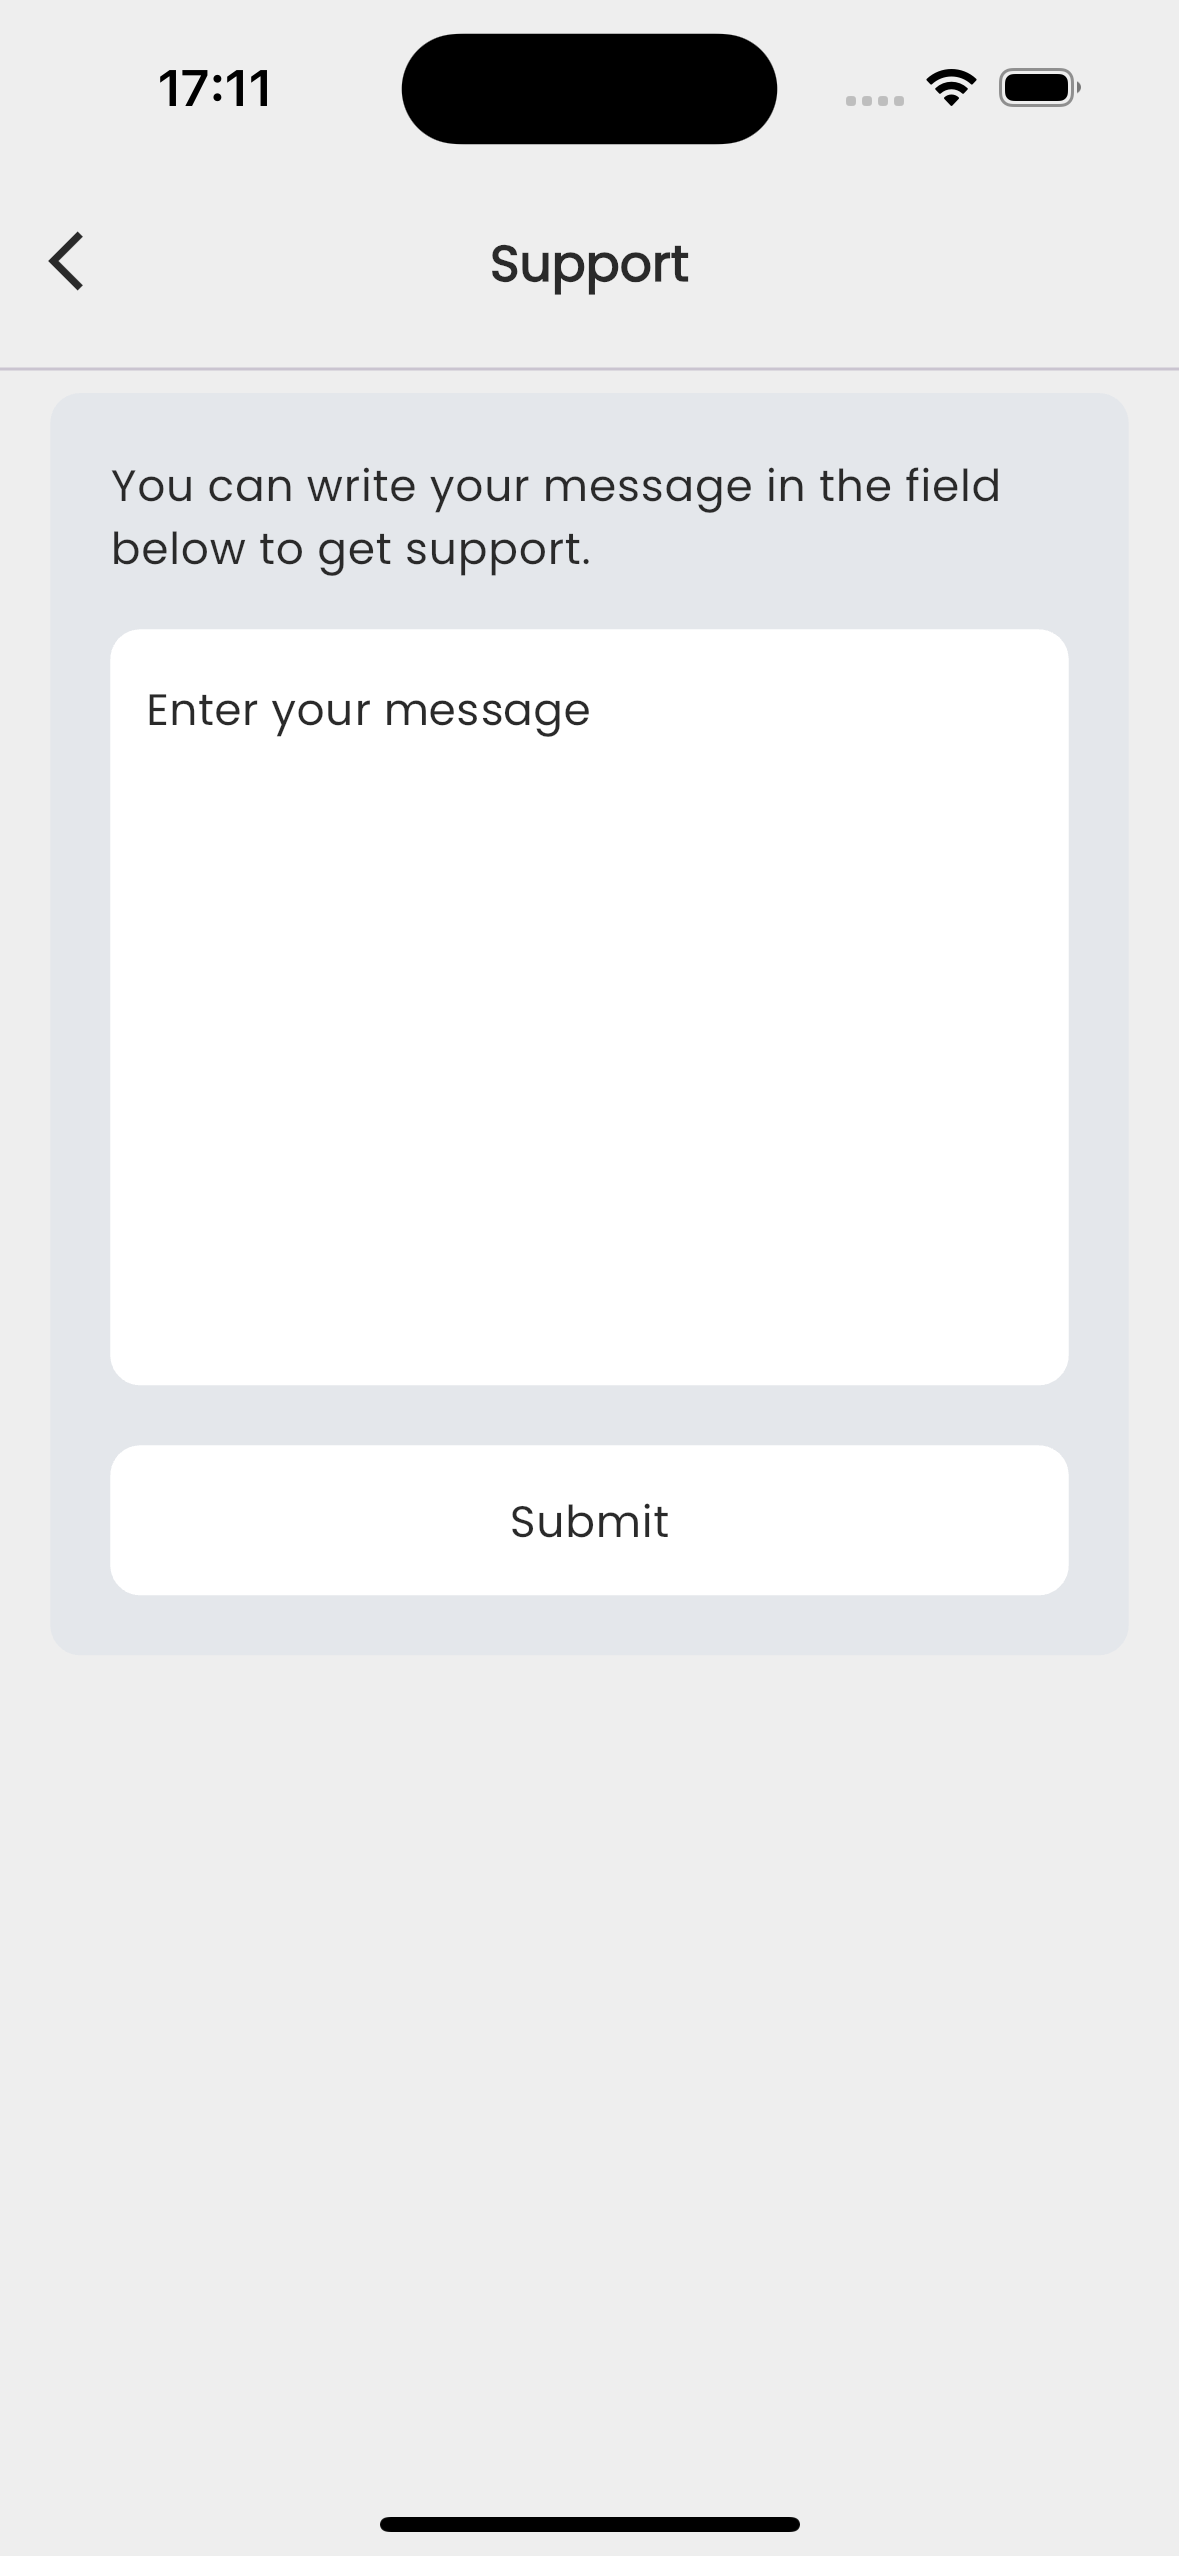 17:11
Support
You can write your message in the field
below to get support.
Enter your message
Submit